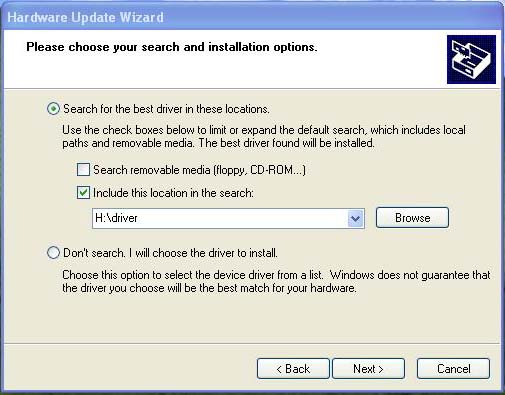 Hardware Update Wizard
Please choose your search and installation options.
Search for the best driver in these locations.
Use the check boxes below to limit or expand the default search, which includes local
paths and removable media. The best driver found will be installed.
Search removable media (floppy, CD-ROM...)
Include this location in the search:
H:\driver
Browse
Don't search. I will choose the driver to install.
Choose this option to select the device driver from a list. Windows does not guarantee that
the driver you choose will be the best match for your hardware.
< Back
Next >
Cancel